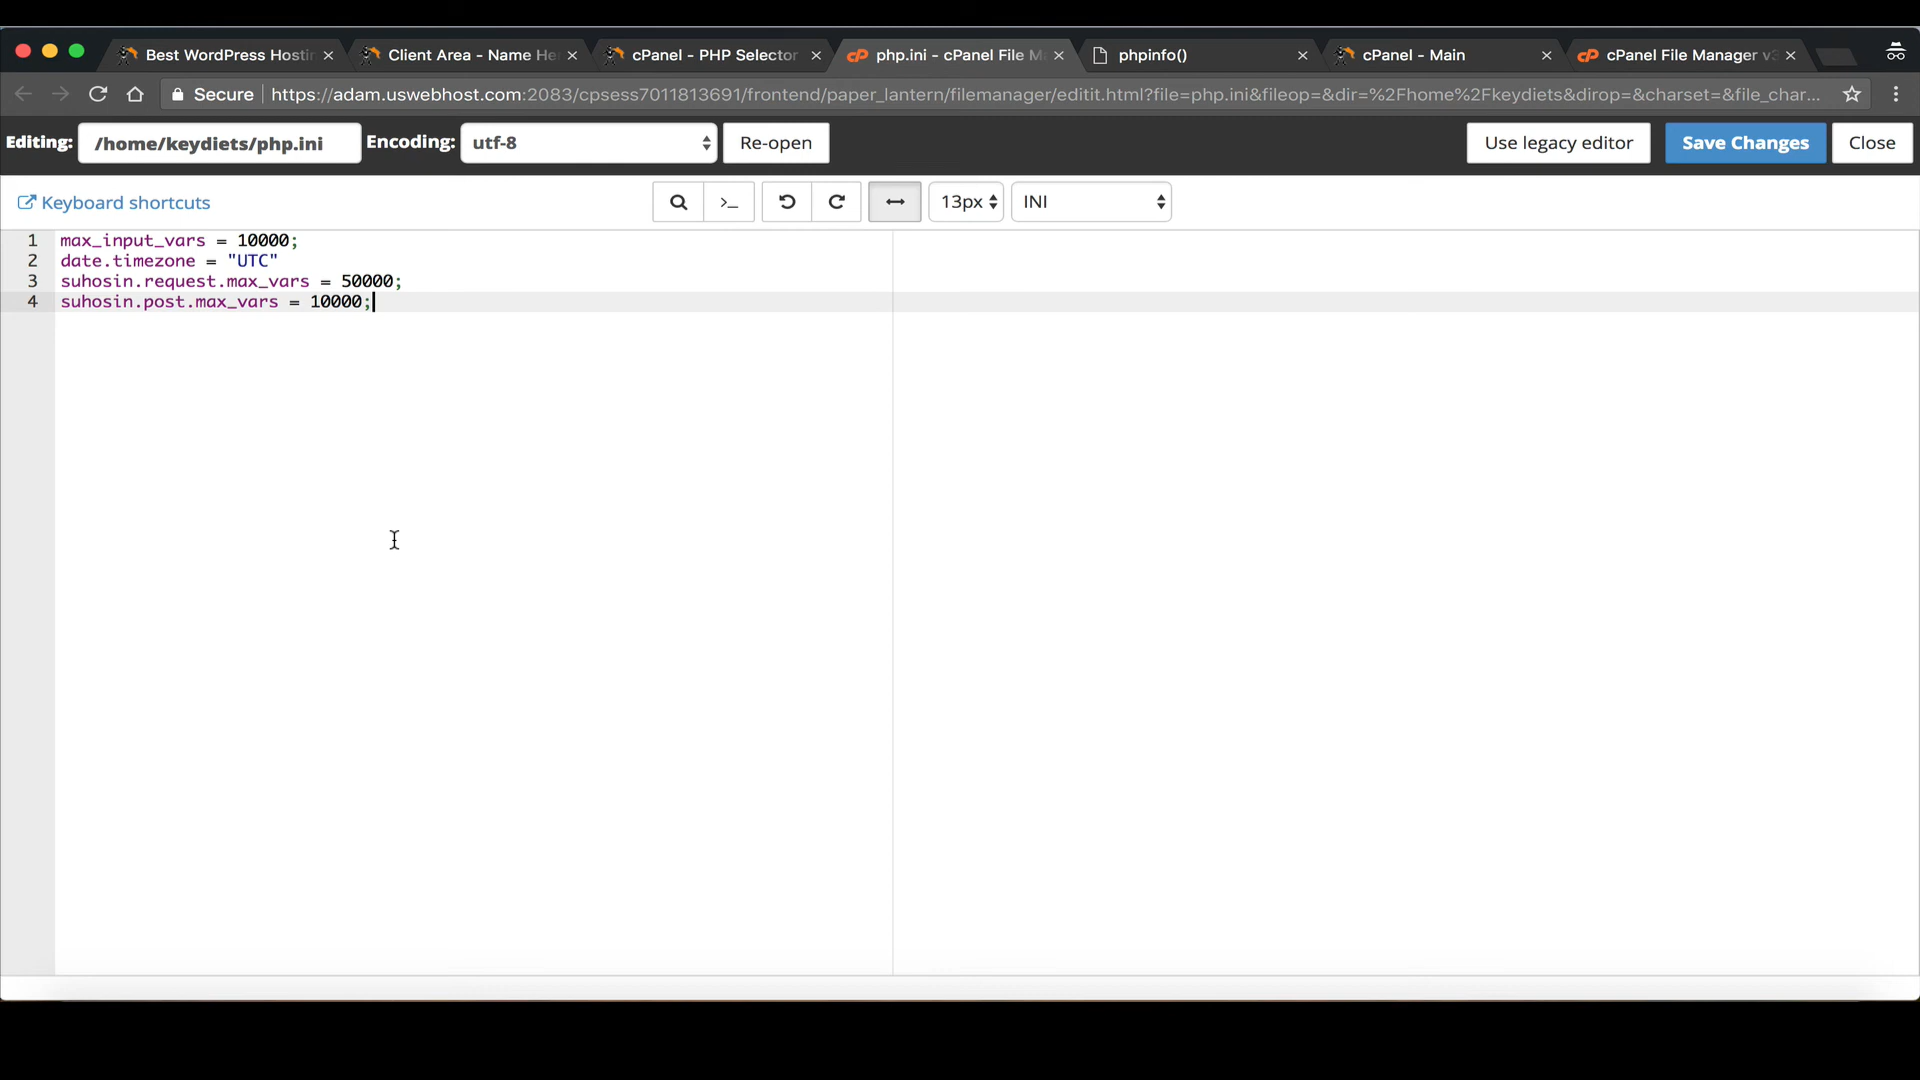 Best WordPress Hostin
Client Area - Name He
cPanel - PHP Selector
php.ini - cPanel File M
phpinfo()
cPanel - Main
cPanel File Manager v3
Secure https://adam.uswebhost.com:2083/cpsess7011813691/frontend/paper_lantern/filemanager/editit.html?file=php.ini&fileop=&dir=%2Fhome%2Fkeydiets&dirop=&charset=&file_char...
Editing: /home/keydiets/php.ini Encoding: utf-8 Re-open Use legacy editor Save Changes Close
Keyboard shortcuts >_ 13px INI
1 max_input_vars = 10000;
2 date.timezone = "UTC"
3 suhosin.request.max_vars = 50000;
4 suhosin.post.max_vars = 10000;